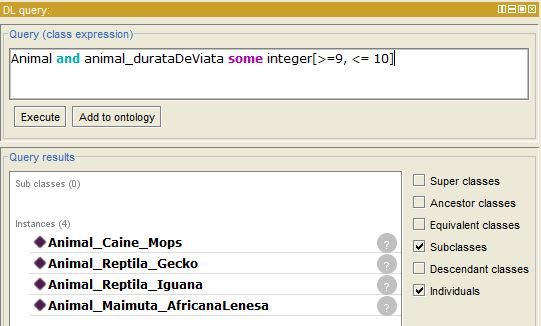 DL query:
Query (class expression)
Animal and animal_durataDeViata some integer[>=9, <= 10]
Execute
Add to ontology
Query results
Sub classes (0)
Instances (4)
Animal_Caine_Mops
?
Animal_Reptila_Gecko
?
Animal_Reptila_Iguana
?
Animal_Maimuta_AfricanaLenesa
?
Super classes
Ancestor classes
Equivalent classes
Subclasses
Descendant classes
Individuals